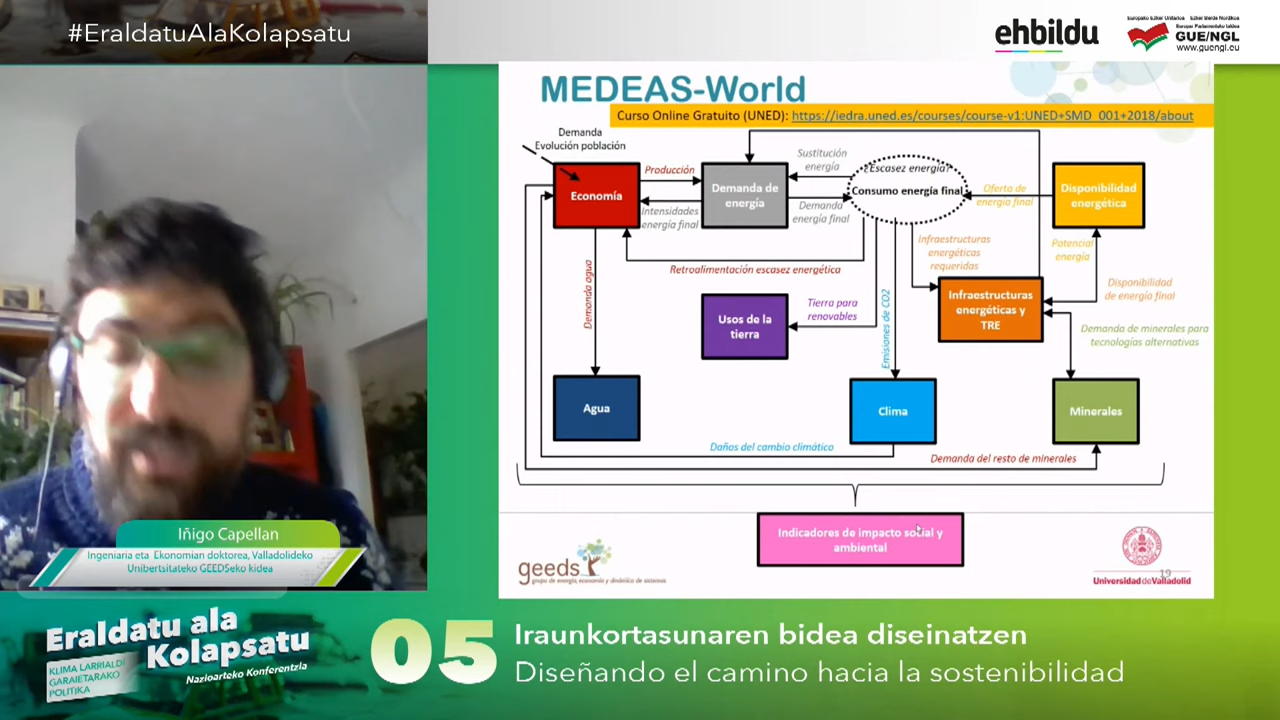 #EraldatuAlaKolapsatu
ehbildu
Europako Ezker Unitarioa | Ezker Berde Nordikoa
GUE/NGL
www.guengl.eu
MEDEAS-World
Curso Online Gratuito (UNED): https://iedra.uned.es/courses/course-v1:UNED+SMD_001+2018/about
Demanda
Evolución población
Economía
Producción
Intensidades
energía final
Demanda de
energía
Sustitución
energía
Demanda
energía final
¿Escasez energía?
Consumo energía final
Oferta de
energía final
Disponibilidad
energética
Retroalimentación escasez energética
Infraestructuras
energéticas
requeridas
Potencial
energía
Disponibilidad
de energía final
Demanda agua
Usos de la
tierra
Tierra para
renovables
Emisiones de CO2
Infraestructuras
energéticas y
TRE
Demanda de minerales para
tecnologías alternativas
Agua
Clima
Minerales
Daños del cambio climático
Demanda del resto de minerales
Indicadores de impacto social y
ambiental
geeds
grupo de energía, economía y dinámica de sistemas
19
Universidad de Valladolid
Iñigo Capellan
Ingeniaria eta Ekonomian doktorea, Valladolideko
Unibertsitateko GEEDSeko kidea
Eraldatu ala
Kolapsatu
KLIMA LARRIALDI
GARAIETARAKO
POLITIKA
Nazioarteko Konferentzia
05
Iraunkortasunaren bidea diseinatzen
Diseñando el camino hacia la sostenibilidad